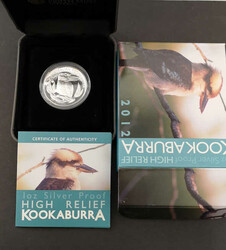 CERTIFICATE OF AUTHENTICITY
1oz Silver Proof
HIGH RELIEF
KOOKABURRA
2012
1oz Silver Proof
HIGH RELIEF
KOOKABURRA